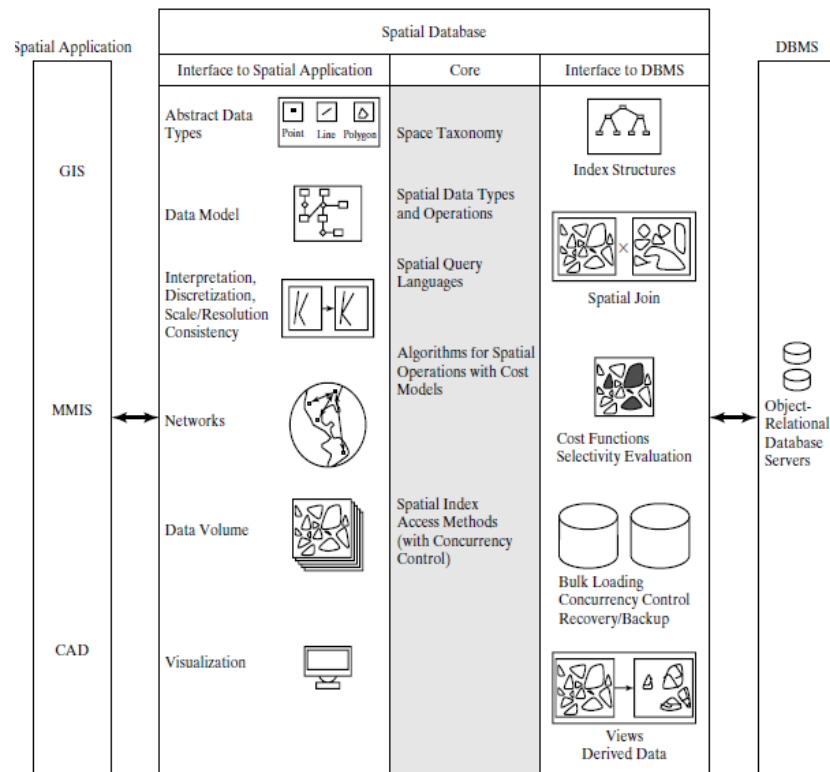 Spatial Application
Spatial Database
DBMS
Interface to Spatial Application
Core
Interface to DBMS
GIS
MMIS
CAD
Abstract Data
Types
Point Line Polygon
Data Model
Interpretation,
Discretization,
Scale/Resolution
Consistency
Networks
Data Volume
Visualization
Space Taxonomy
Spatial Data Types
and Operations
Spatial Query
Languages
Algorithms for Spatial
Operations with Cost
Models
Spatial Index
Access Methods
(with Concurrency
Control)
Index Structures
×
Spatial Join
Cost Functions
Selectivity Evaluation
Bulk Loading
Concurrency Control
Recovery/Backup
Views
Derived Data
Object-
Relational
Database
Servers